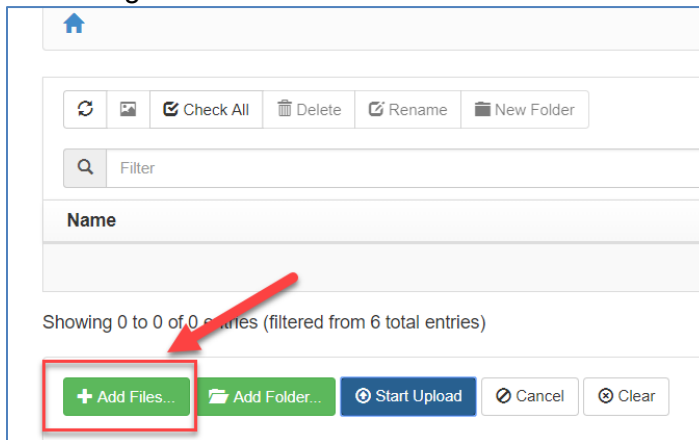 Check All Delete Rename New Folder
Filter
Name
Showing 0 to 0 of 0 entries (filtered from 6 total entries)
Add Files... Add Folder... Start Upload Cancel Clear